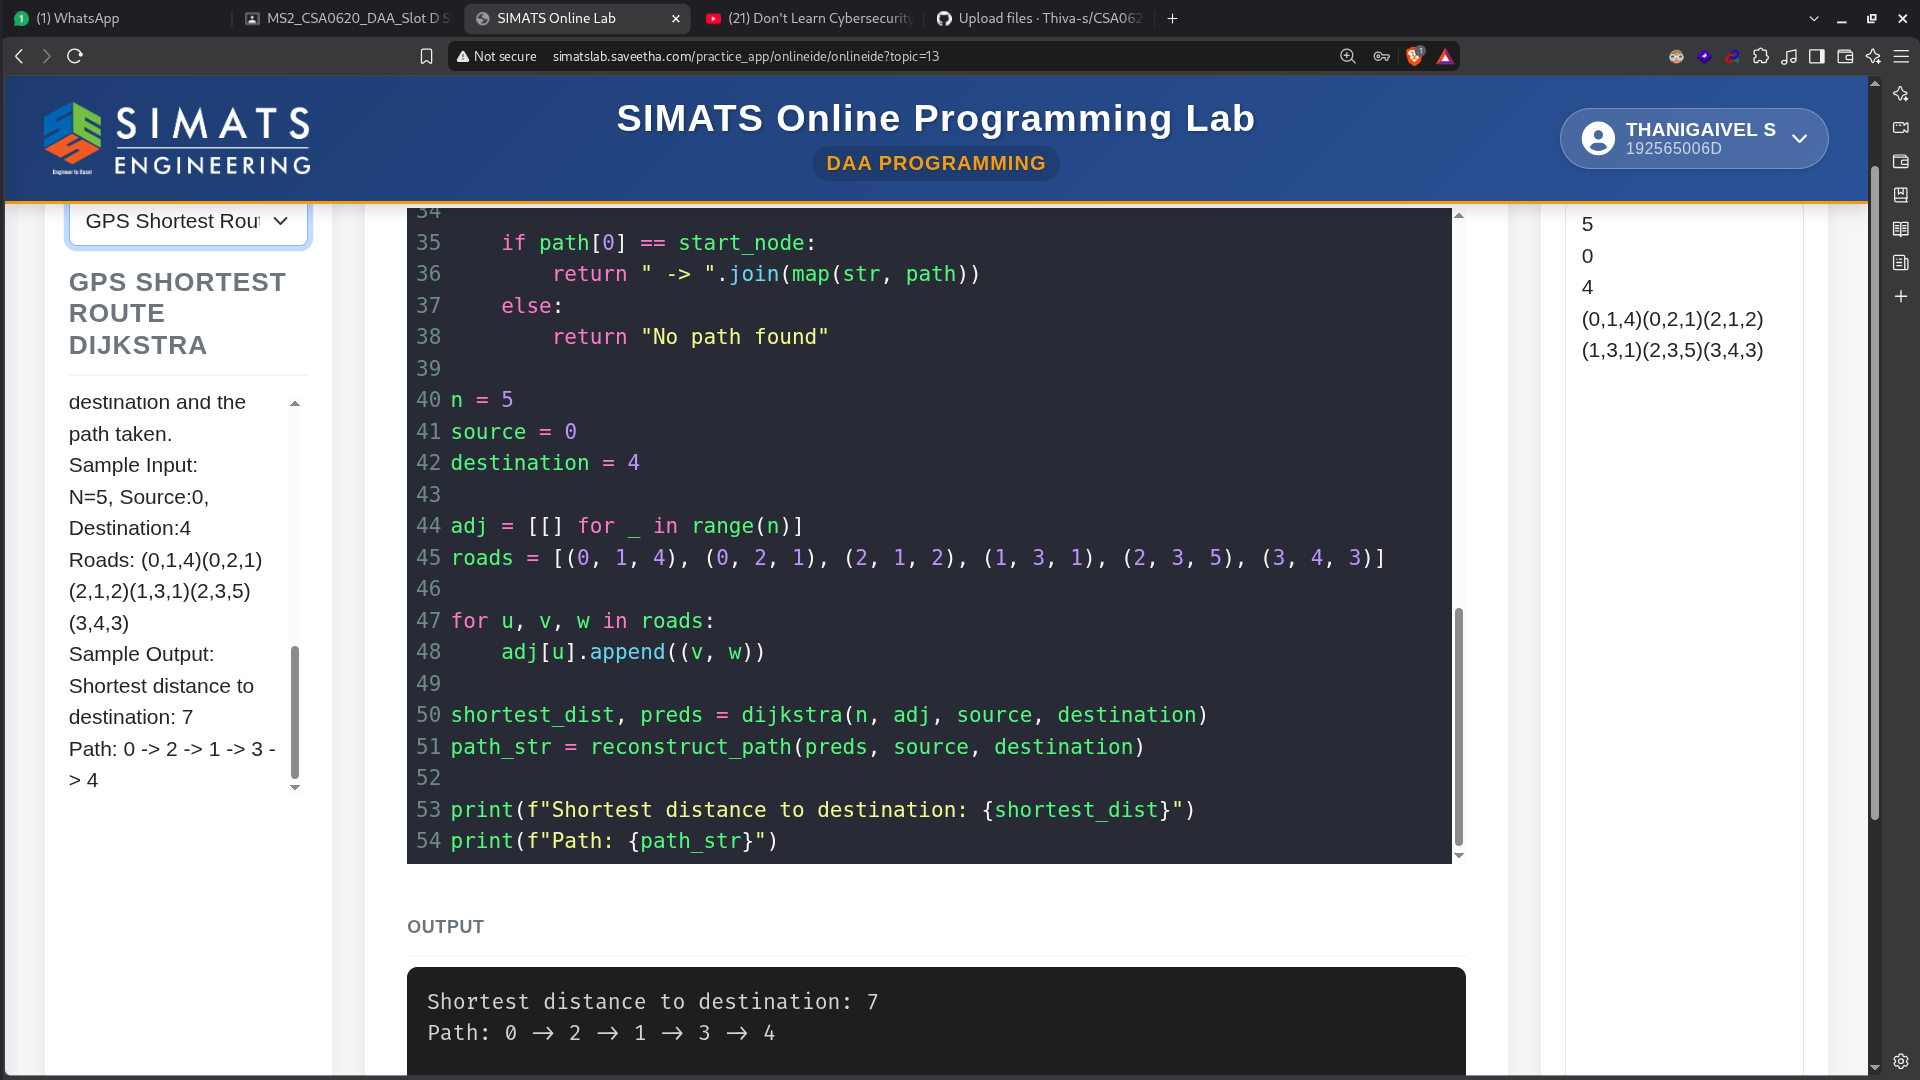 (1) WhatsApp
MS2_CSA0620_DAA_Slot D S
SIMATS Online Lab
(21) Don't Learn Cybersecurity
Upload files · Thiva-s/CSA062
Not secure simatslab.saveetha.com/practice_app/onlineide/onlineide?topic=13
SIMATS
ENGINEERING
Engineer to Excel
SIMATS Online Programming Lab
DAA PROGRAMMING
THANIGAIVEL S
192565006D
GPS Shortest Rou
GPS SHORTEST
ROUTE
DIJKSTRA
destination and the
path taken.
Sample Input:
N=5, Source:0,
Destination:4
Roads: (0,1,4)(0,2,1)
(2,1,2)(1,3,1)(2,3,5)
(3,4,3)
Sample Output:
Shortest distance to
destination: 7
Path: 0 -> 2 -> 1 -> 3 -
> 4
34
35     if path[0] == start_node:
36         return " -> ".join(map(str, path))
37     else:
38         return "No path found"
39
40 n = 5
41 source = 0
42 destination = 4
43
44 adj = [[] for _ in range(n)]
45 roads = [(0, 1, 4), (0, 2, 1), (2, 1, 2), (1, 3, 1), (2, 3, 5), (3, 4, 3)]
46
47 for u, v, w in roads:
48     adj[u].append((v, w))
49
50 shortest_dist, preds = dijkstra(n, adj, source, destination)
51 path_str = reconstruct_path(preds, source, destination)
52
53 print(f"Shortest distance to destination: {shortest_dist}")
54 print(f"Path: {path_str}")
OUTPUT
Shortest distance to destination: 7
Path: 0 -> 2 -> 1 -> 3 -> 4
5
0
4
(0,1,4)(0,2,1)(2,1,2)
(1,3,1)(2,3,5)(3,4,3)